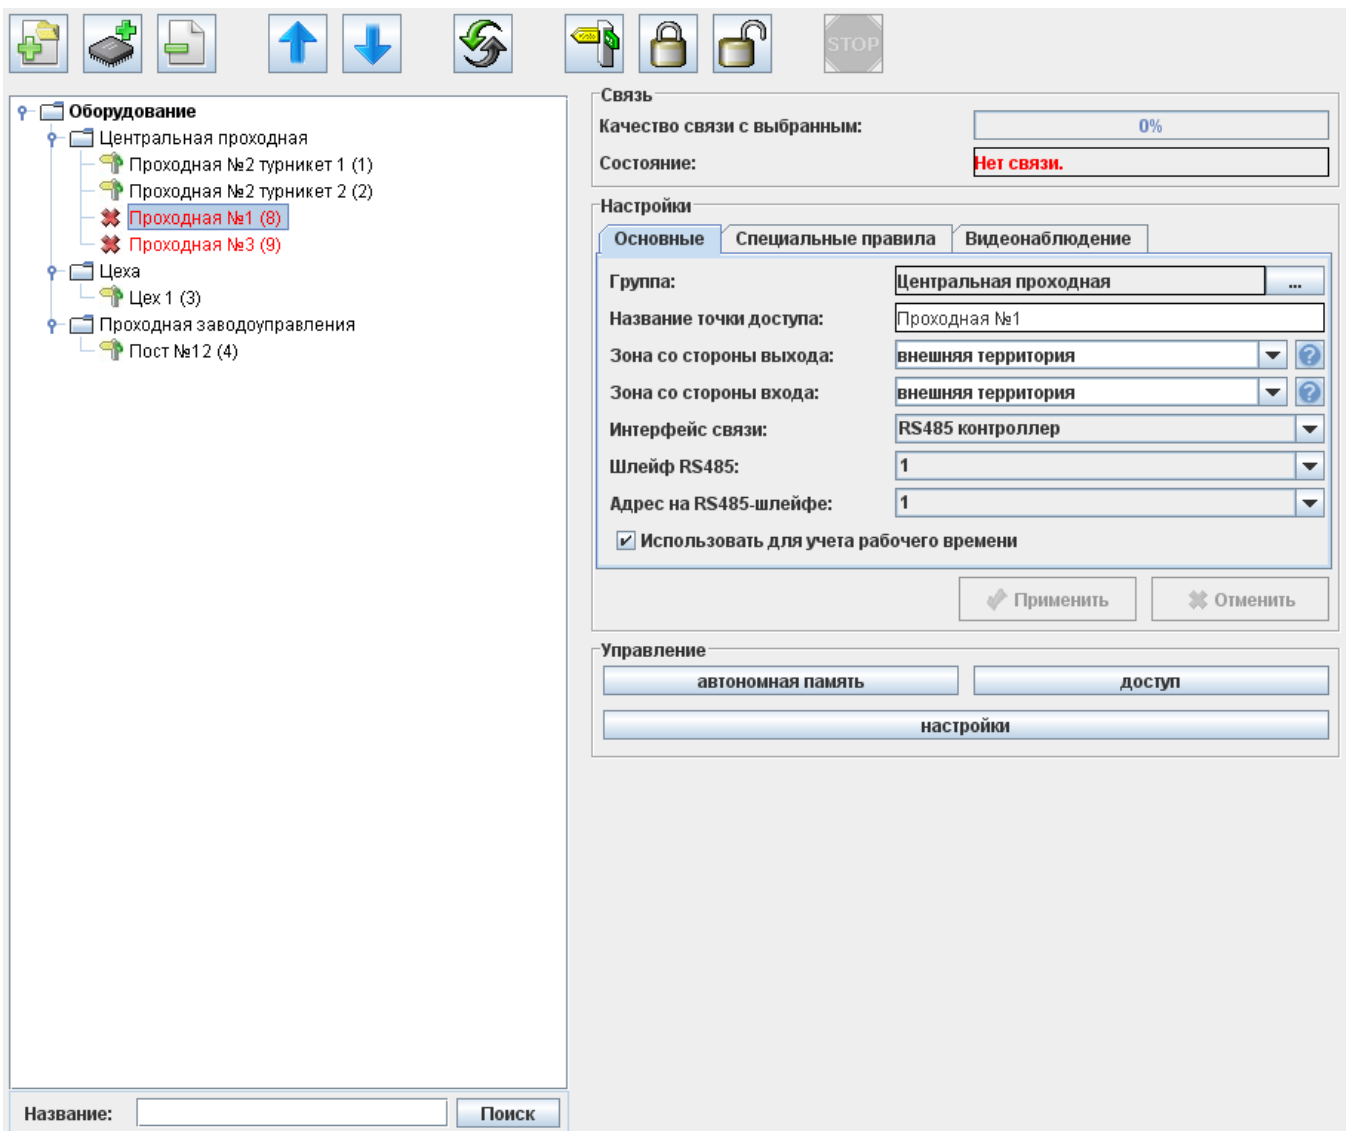 STOP
Оборудование
Центральная проходная
Проходная №2 турникет 1 (1)
Проходная №2 турникет 2 (2)
Проходная №1 (8)
Проходная №3 (9)
Цеха
Цех 1 (3)
Проходная заводоуправления
Пост №12 (4)
Название:
Поиск
Связь
Качество связи с выбранным: 0%
Состояние: Нет связи.
Настройки
Основные Специальные правила Видеонаблюдение
Группа: Центральная проходная ...
Название точки доступа: Проходная №1
Зона со стороны выхода: внешняя территория ?
Зона со стороны входа: внешняя территория ?
Интерфейс связи: RS485 контроллер
Шлейф RS485: 1
Адрес на RS485-шлейфе: 1
Использовать для учета рабочего времени
Применить Отменить
Управление
автономная память доступ
настройки